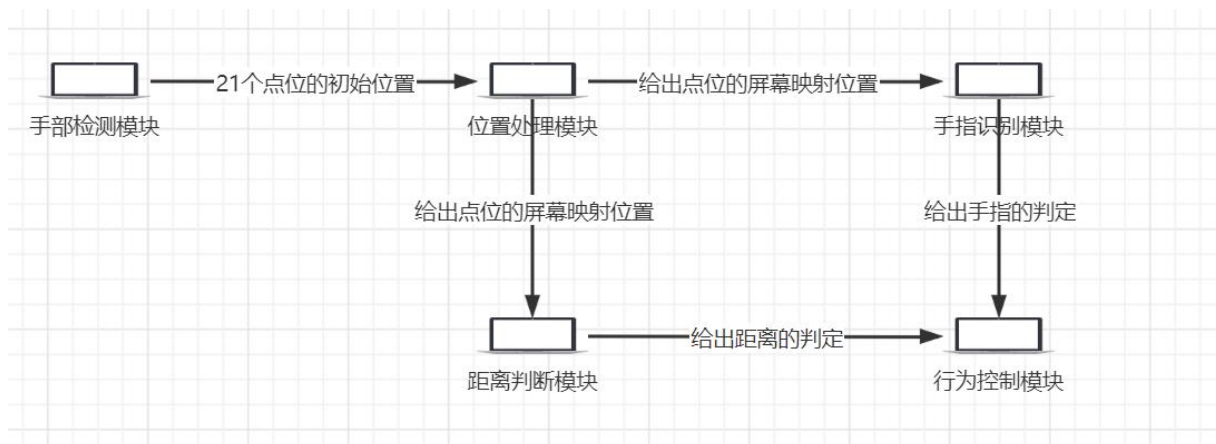 21个点位的初始位置
给出点位的屏幕映射位置
手部检测模块
位置处理模块
手指识别模块
给出点位的屏幕映射位置
给出手指的判定
给出距离的判定
距离判断模块
行为控制模块